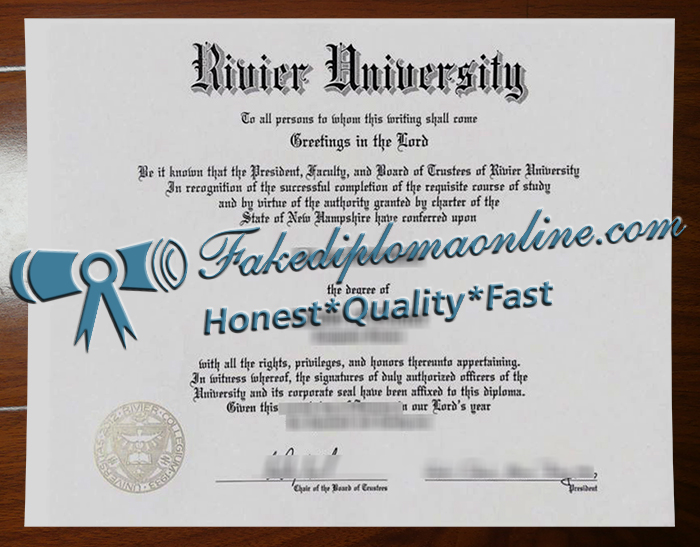 Rivier University
To all persons to whom this writing shall come
Greetings in the Lord
Be it known that the President, Faculty, and Board of Trustees of Rivier University
In recognition of the successful completion of the requisite course of study
and by virtue of the authority granted by charter of the
State of New Hampshire have conferred upon
Fakediplomaonline.com
the degree of
Honest*Quality*Fast
with all the rights, privileges, and honors thereunto appertaining.
In witness whereof, the signatures of duly authorized officers of the
University and its corporate seal have been affixed to this diploma.
Given this in our Lord's year
Chair of the Board of Trustees
President